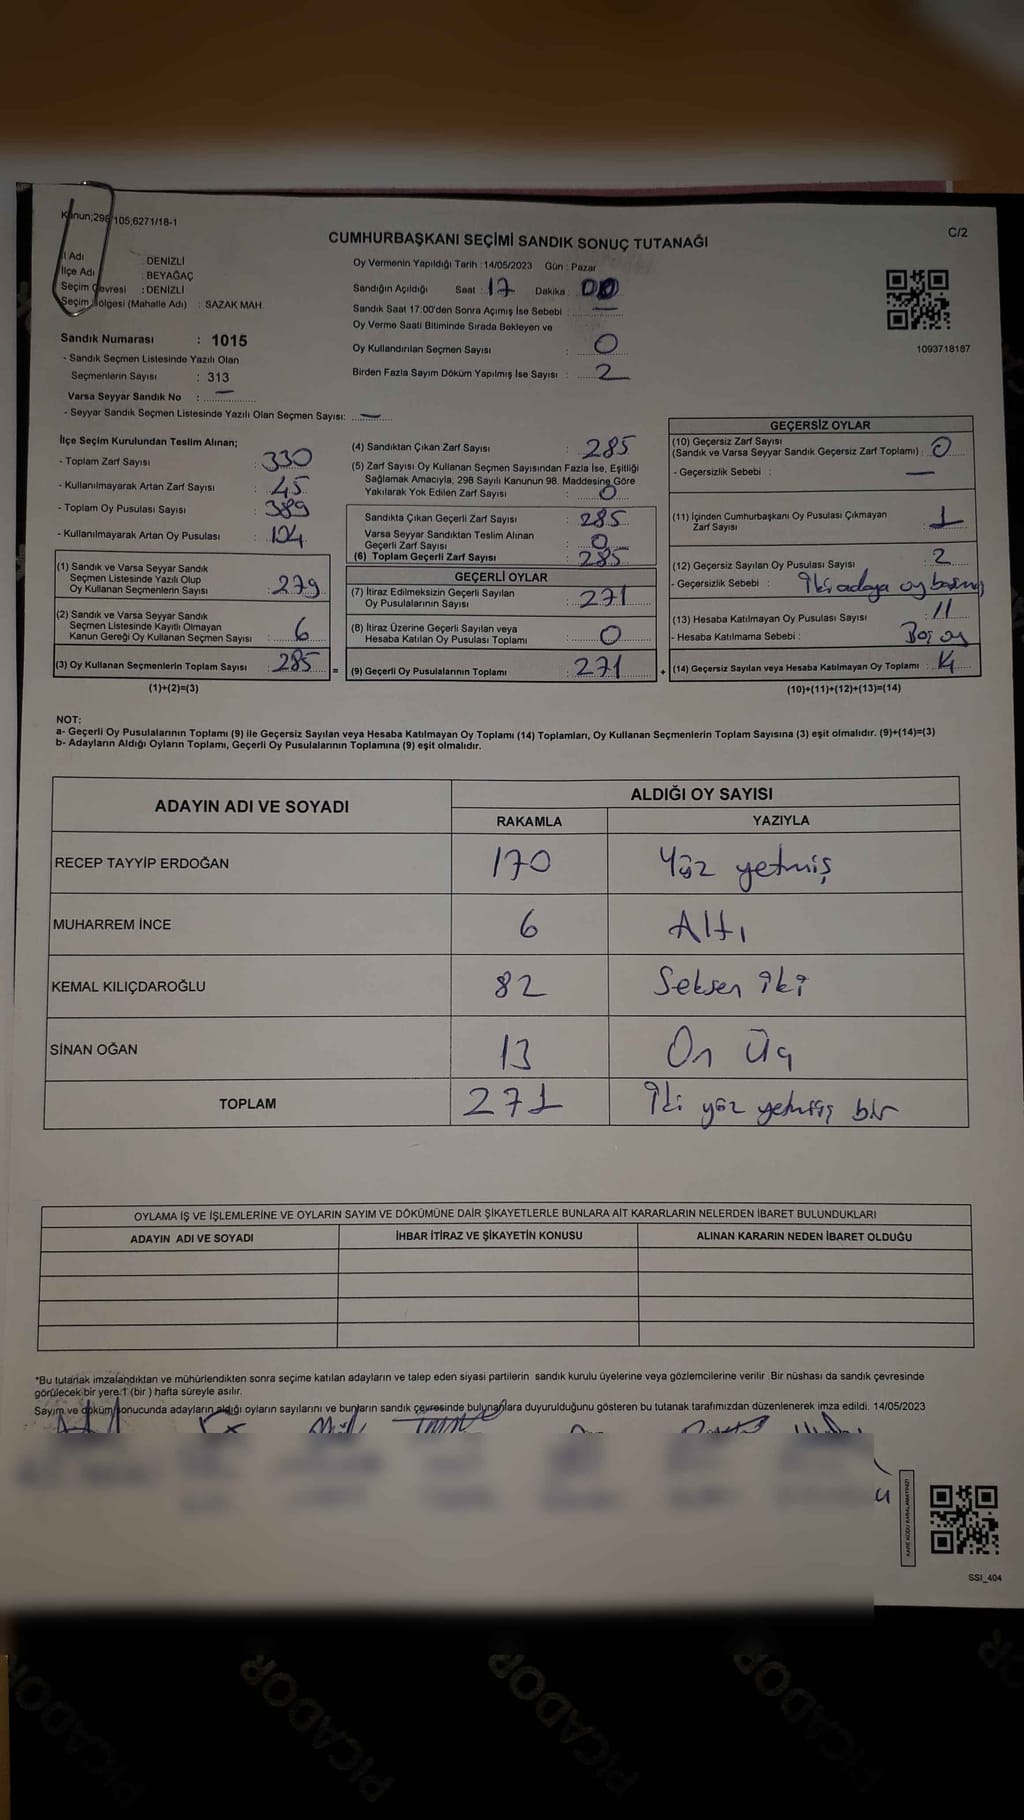 Kanun;298 105,6271/18-1
C/2
CUMHURBAŞKANI SEÇİMİ SANDIK SONUÇ TUTANAĞI
İl Adı : DENİZLİ
İlçe Adı : BEYAĞAÇ
Seçim Çevresi : DENİZLİ
Seçim Bölgesi (Mahalle Adı) : SAZAK MAH.
Sandık Numarası : 1015
- Sandık Seçmen Listesinde Yazılı Olan
Seçmenlerin Sayısı : 313
Varsa Seyyar Sandık No : —
- Seyyar Sandık Seçmen Listesinde Yazılı Olan Seçmen Sayısı: —
Oy Vermenin Yapıldığı Tarih :14/05/2023 Gün : Pazar
Sandığın Açıldığı Saat : 17 Dakika : 00
Sandık Saat 17:00'den Sonra Açımış İse Sebebi : —
Oy Verme Saati Bitiminde Sırada Bekleyen ve
Oy Kullandırılan Seçmen Sayısı : 0
Birden Fazla Sayım Döküm Yapılmış İse Sayısı : 2
1093718187
İlçe Seçim Kurulundan Teslim Alınan;
- Toplam Zarf Sayısı : 330
- Kullanılmayarak Artan Zarf Sayısı : 45
- Toplam Oy Pusulası Sayısı : 389
- Kullanılmayarak Artan Oy Pusulası : 104
(1) Sandık ve Varsa Seyyar Sandık
Seçmen Listesinde Yazılı Olup
Oy Kullanan Seçmenlerin Sayısı : 279
(2) Sandık ve Varsa Seyyar Sandık
Seçmen Listesinde Kayıtlı Olmayan
Kanun Gereği Oy Kullanan Seçmen Sayısı : 6
(3) Oy Kullanan Seçmenlerin Toplam Sayısı : 285 =
(1)+(2)=(3)
(4) Sandıktan Çıkan Zarf Sayısı : 285
(5) Zarf Sayısı Oy Kullanan Seçmen Sayısından Fazla İse, Eşitliği
Sağlamak Amacıyla; 298 Sayılı Kanunun 98. Maddesine Göre
Yakılarak Yok Edilen Zarf Sayısı : 0
Sandıkta Çıkan Geçerli Zarf Sayısı : 285
Varsa Seyyar Sandıktan Teslim Alınan
Geçerli Zarf Sayısı : 0
(6) Toplam Geçerli Zarf Sayısı : 285
GEÇERLİ OYLAR
(7) İtiraz Edilmeksizin Geçerli Sayılan
Oy Pusulalarının Sayısı : 271
(8) İtiraz Üzerine Geçerli Sayılan veya
Hesaba Katılan Oy Pusulası Toplamı : 0
(9) Geçerli Oy Pusulalarının Toplamı : 271 +
GEÇERSİZ OYLAR
(10) Geçersiz Zarf Sayısı
(Sandık ve Varsa Seyyar Sandık Geçersiz Zarf Toplamı) : 0
- Geçersizlik Sebebi : —
(11) İçinden Cumhurbaşkanı Oy Pusulası Çıkmayan
Zarf Sayısı : 1
(12) Geçersiz Sayılan Oy Pusulası Sayısı : 2
- Geçersizlik Sebebi : İki adaya oy basmış
(13) Hesaba Katılmayan Oy Pusulası Sayısı : 11
- Hesaba Katılmama Sebebi : Boş oy
(14) Geçersiz Sayılan veya Hesaba Katılmayan Oy Toplamı : 14
(10)+(11)+(12)+(13)=(14)
NOT:
a- Geçerli Oy Pusulalarının Toplamı (9) ile Geçersiz Sayılan veya Hesaba Katılmayan Oy Toplamı (14) Toplamları, Oy Kullanan Seçmenlerin Toplam Sayısına (3) eşit olmalıdır. (9)+(14)=(3)
b- Adayların Aldığı Oyların Toplamı, Geçerli Oy Pusulalarının Toplamına (9) eşit olmalıdır.
ADAYIN ADI VE SOYADI ALDIĞI OY SAYISI
RAKAMLA YAZIYLA
RECEP TAYYİP ERDOĞAN 170 Yüz yetmiş
MUHARREM İNCE 6 Altı
KEMAL KILIÇDAROĞLU 82 Seksen iki
SİNAN OĞAN 13 On Üç
TOPLAM 271 İki yüz yetmiş bir
OYLAMA İŞ VE İŞLEMLERİNE VE OYLARIN SAYIM VE DÖKÜMÜNE DAİR ŞİKAYETLERLE BUNLARA AİT KARARLARIN NELERDEN İBARET BULUNDUKLARI
ADAYIN ADI VE SOYADI İHBAR İTİRAZ VE ŞİKAYETİN KONUSU ALINAN KARARIN NEDEN İBARET OLDUĞU
*Bu tutanak imzalandıktan ve mühürlendikten sonra seçime katılan adayların ve talep eden siyasi partilerin sandık kurulu üyelerine veya gözlemcilerine verilir .Bir nüshası da sandık çevresinde
görülecek bir yere 1 (bir ) hafta süreyle asılır.
Sayım ve döküm sonucunda adayların aldığı oyların sayılarını ve bunların sandık çevresinde bulunanlara duyurulduğunu gösteren bu tutanak tarafımızdan düzenlenerek imza edildi. 14/05/2023
KARE KODU KARALAMAYINIZ!
SSI_404
PICADOR PICADOR PICADOR PICADOR